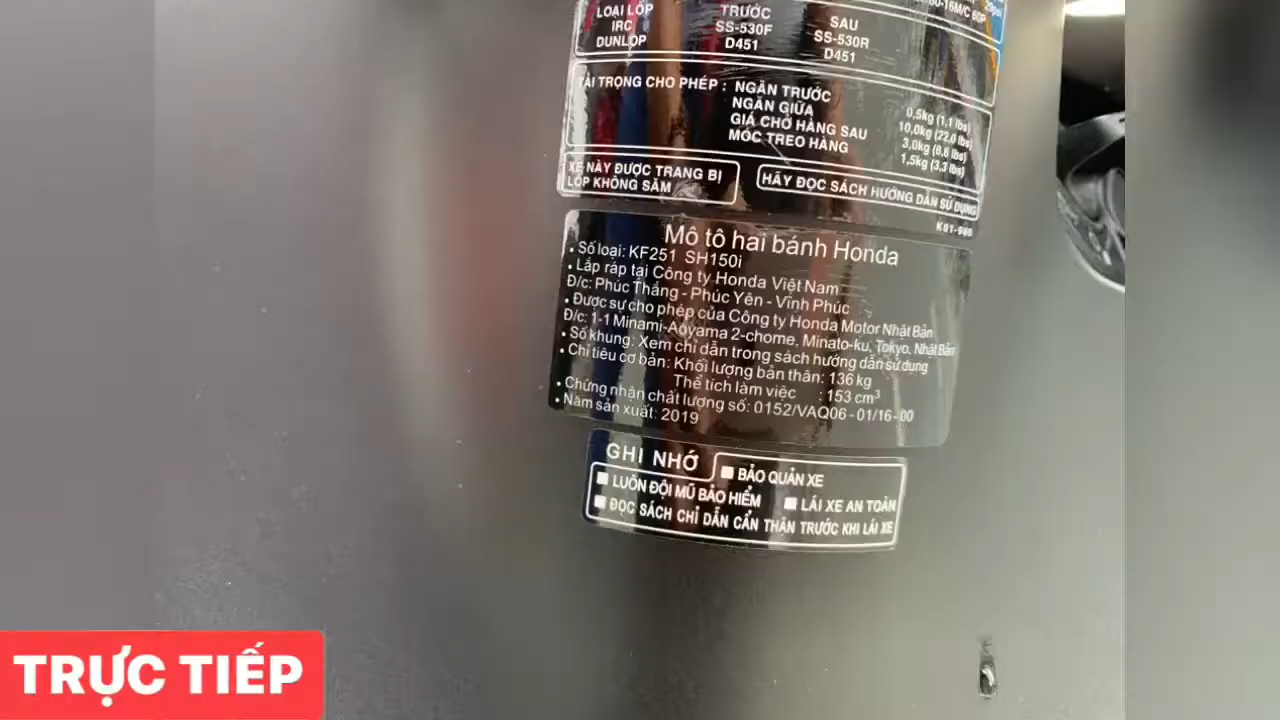 60-16M/C 60P
LOẠI LỐP TRƯỚC SAU
IRC SS-530F SS-530R
DUNLOP D451 D451
TẢI TRỌNG CHO PHÉP : NGĂN TRƯỚC 0,5kg (1,1 lbs)
NGĂN GIỮA 10,0kg (22,0 lbs)
GIÁ CHỞ HÀNG SAU 3,0kg (6,6 lbs)
MÓC TREO HÀNG 1,5kg (3,3 lbs)
XE NÀY ĐƯỢC TRANG BỊ
LỐP KHÔNG SĂM
HÃY ĐỌC SÁCH HƯỚNG DẪN SỬ DỤNG
Mô tô hai bánh Honda
• Số loại: KF251 SH150i
• Lắp ráp tại Công ty Honda Việt Nam
Đ/c: Phúc Thắng - Phúc Yên - Vĩnh Phúc
• Được sự cho phép của Công ty Honda Motor Nhật Bản
Đ/c: 1-1 Minami-Aoyama 2-chome, Minato-ku, Tokyo, Nhật Bản
• Số khung: Xem chỉ dẫn trong sách hướng dẫn sử dụng
• Chỉ tiêu cơ bản: Khối lượng bản thân: 136 kg
Thể tích làm việc : 153 cm³
• Chứng nhận chất lượng số: 0152/VAQ06 - 01/16 - 00
• Năm sản xuất: 2019
GHI NHỚ
■ BẢO QUẢN XE
■ LUÔN ĐỘI MŨ BẢO HIỂM ■ LÁI XE AN TOÀN
■ ĐỌC SÁCH CHỈ DẪN CẨN THẬN TRƯỚC KHI LÁI XE
TRỰC TIẾP